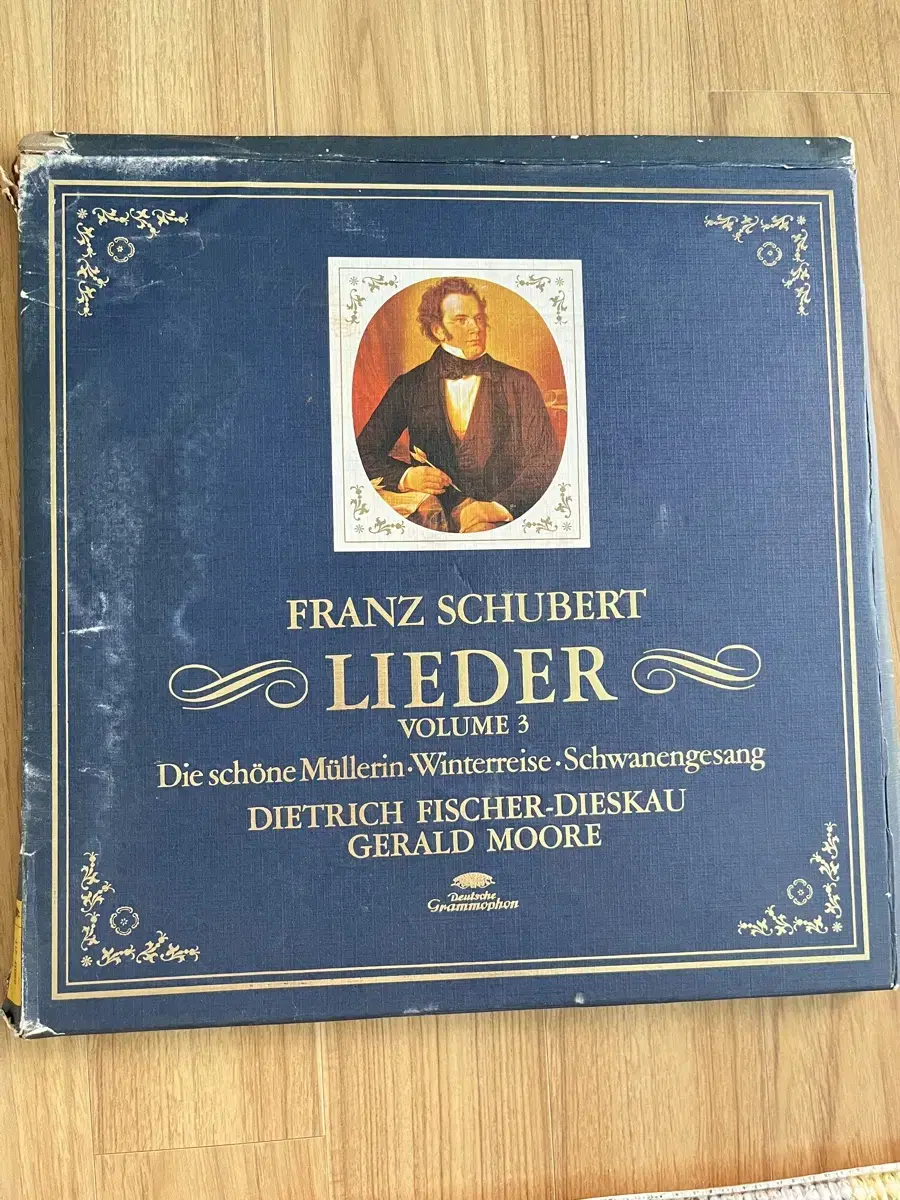 FRANZ SCHUBERT
LIEDER
VOLUME 3
Die schöne Müllerin·Winterreise·Schwanengesang
DIETRICH FISCHER-DIESKAU
GERALD MOORE
Deutsche
Grammophon